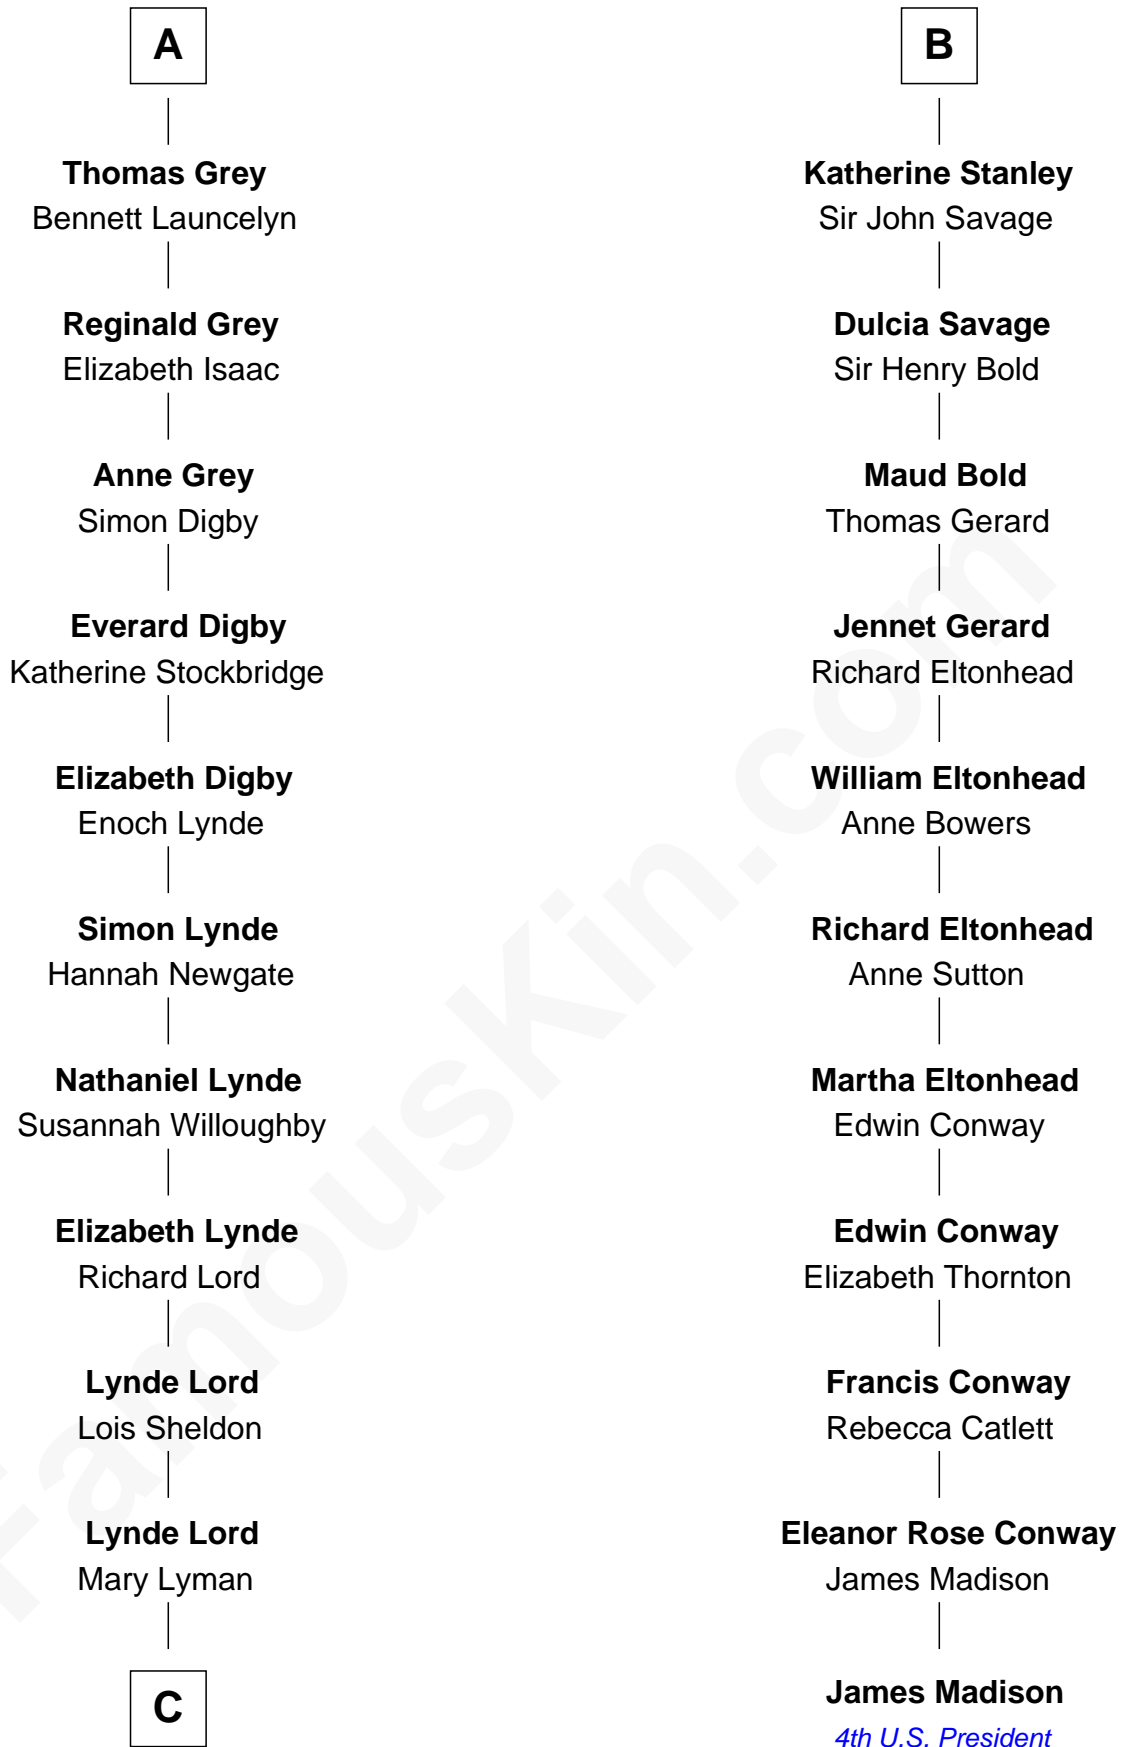 A
Thomas Grey
Bennett Launcelyn
Reginald Grey
Elizabeth Isaac
Anne Grey
Simon Digby
Everard Digby
Katherine Stockbridge
Elizabeth Digby
Enoch Lynde
Simon Lynde
Hannah Newgate
Nathaniel Lynde
Susannah Willoughby
Elizabeth Lynde
Richard Lord
Lynde Lord
Lois Sheldon
Lynde Lord
Mary Lyman
C
B
Katherine Stanley
Sir John Savage
Dulcia Savage
Sir Henry Bold
Maud Bold
Thomas Gerard
Jennet Gerard
Richard Eltonhead
William Eltonhead
Anne Bowers
Richard Eltonhead
Anne Sutton
Martha Eltonhead
Edwin Conway
Edwin Conway
Elizabeth Thornton
Francis Conway
Rebecca Catlett
Eleanor Rose Conway
James Madison
James Madison
4th U.S. President
FamousKin.com